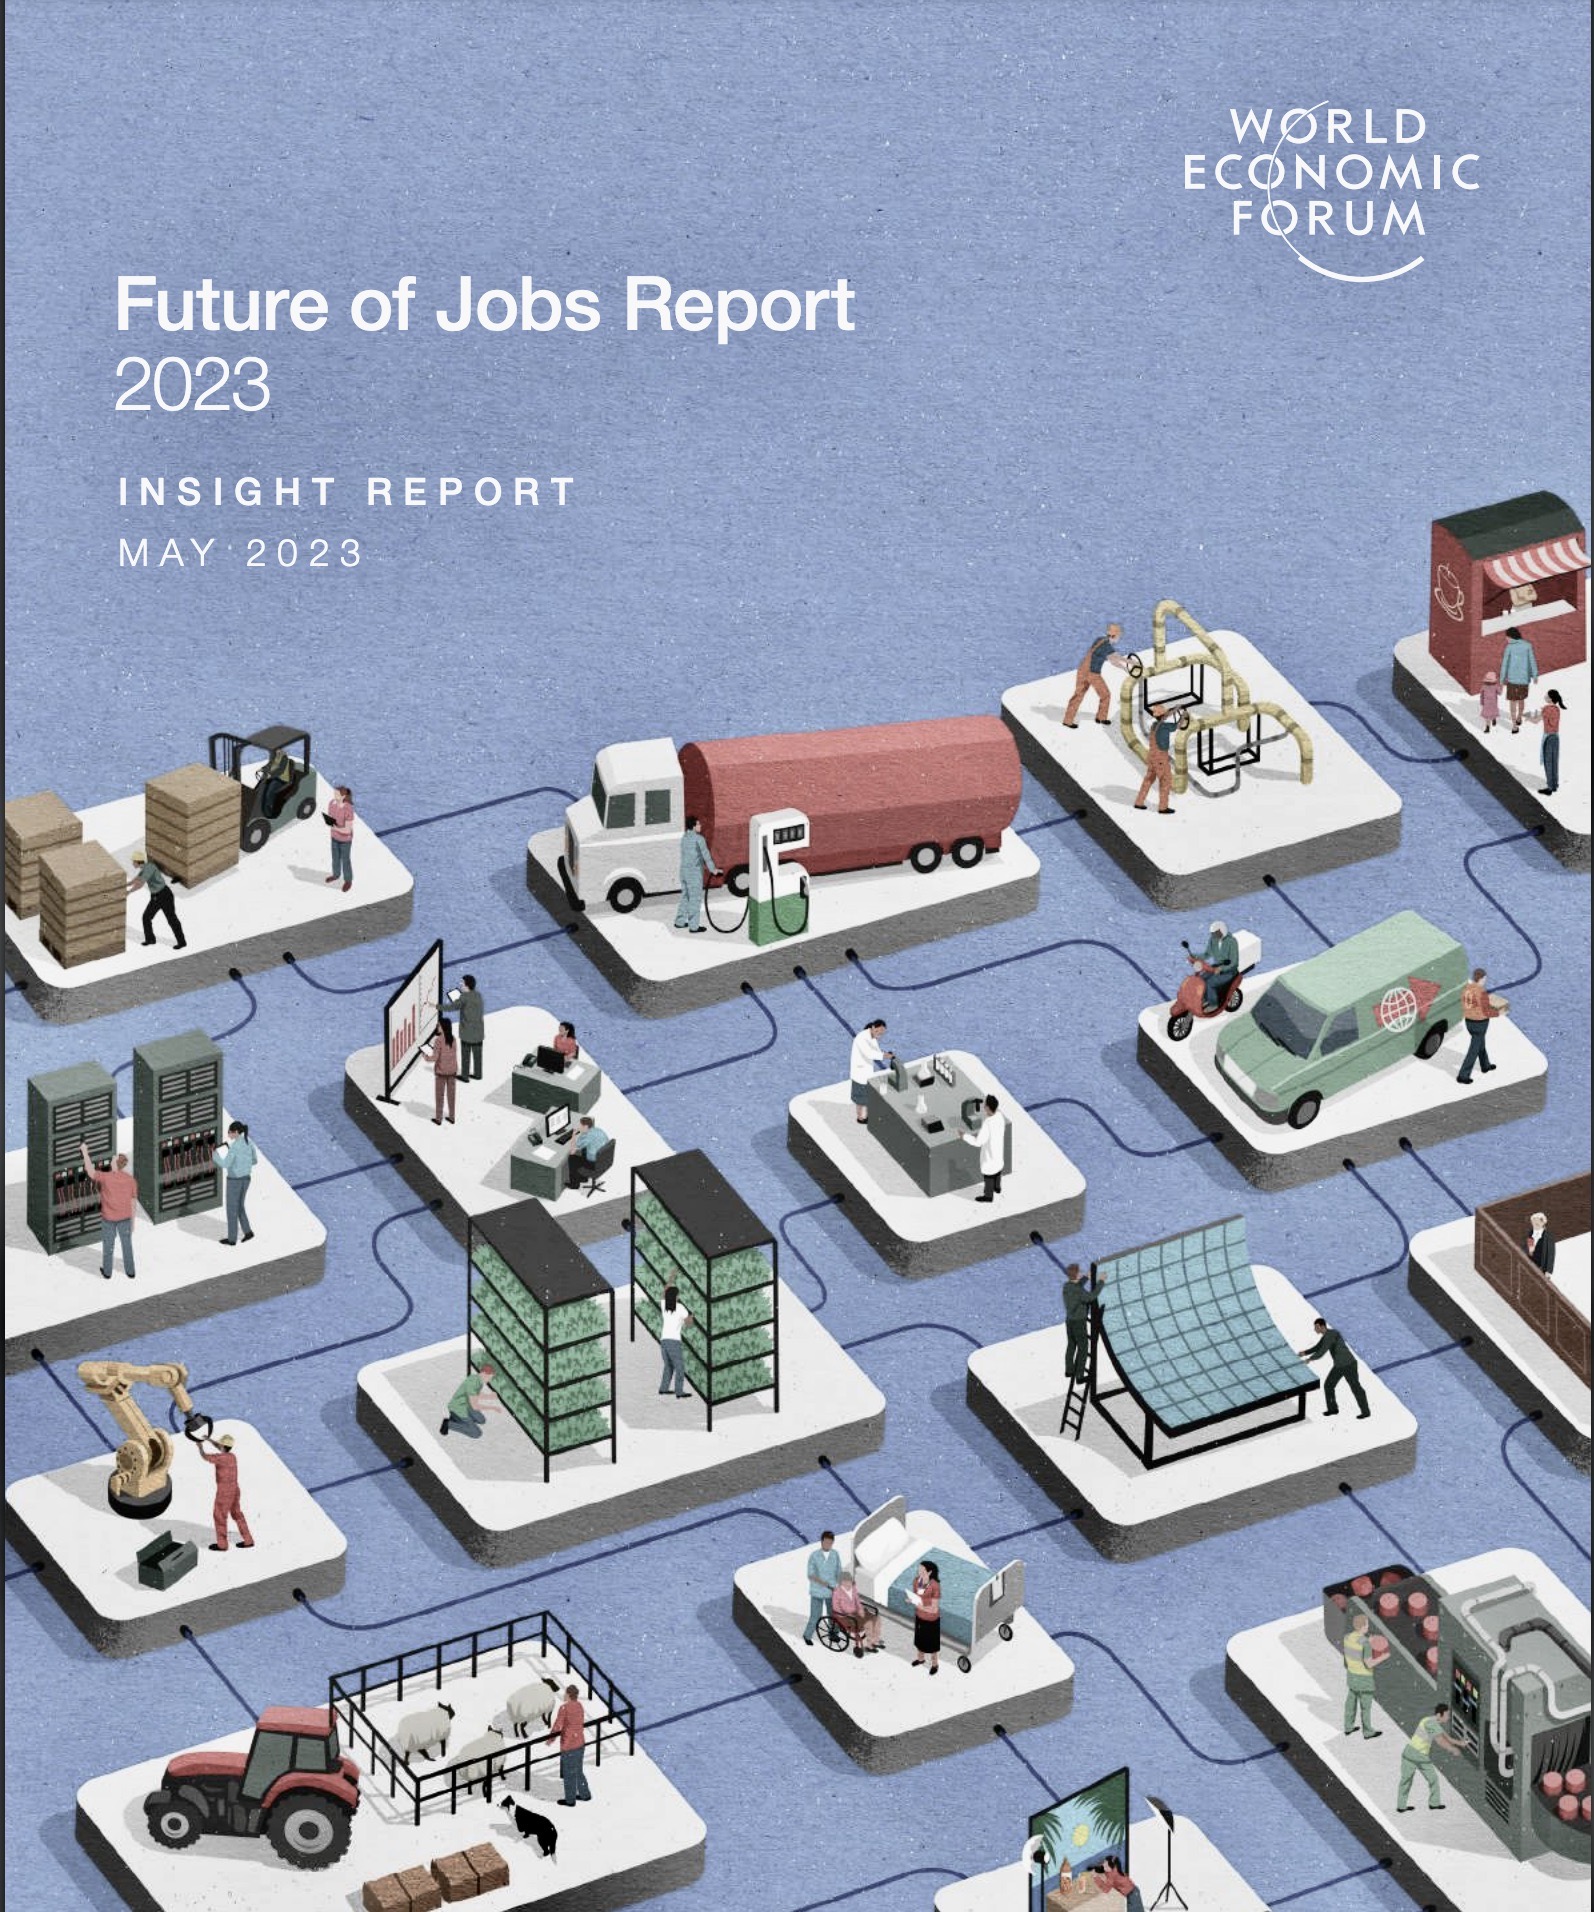 WORLD
ECONOMIC
FORUM
Future of Jobs Report
2023
INSIGHT REPORT
MAY 2023